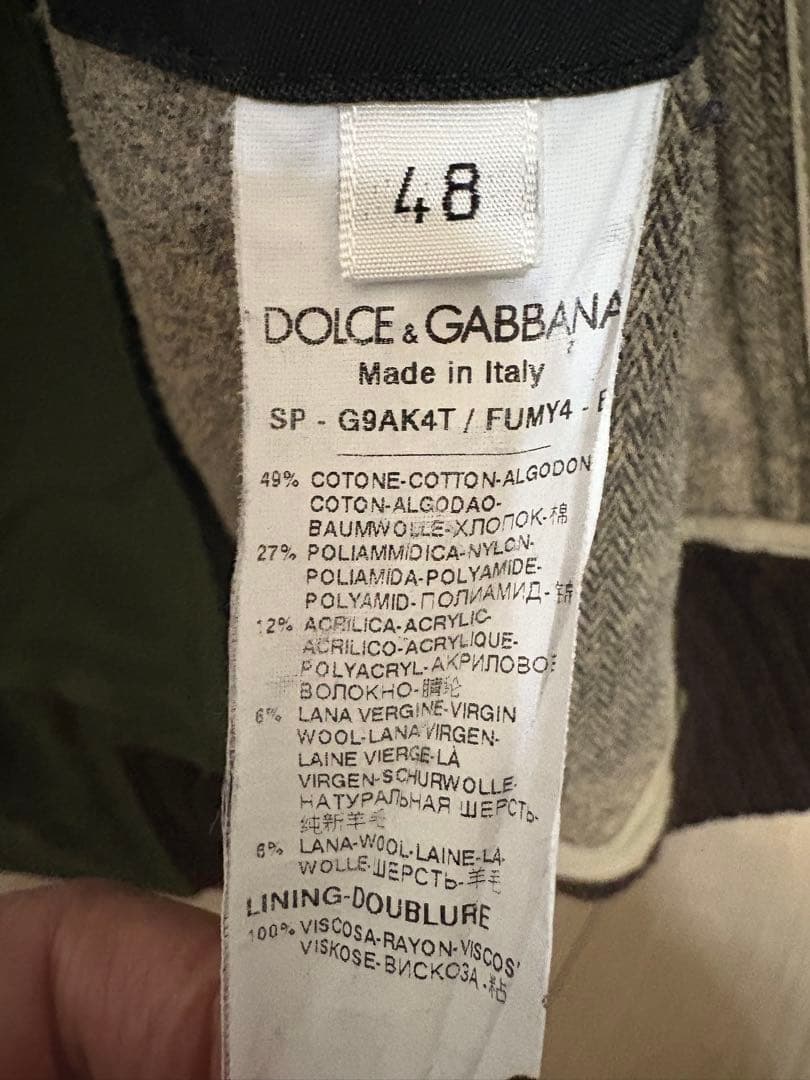 48
DOLCE & GABBANA
Made in Italy
SP - G9AK4T / FUMY4 -
49% COTONE-COTTON-ALGODON
COTON-ALGODAO-
BAUMWOLLE-ХЛОПОК-棉
27% POLIAMMIDICA-NYLON-
POLIAMIDA-POLYAMIDE-
POLYAMID-ПОЛИАМИД-
12% ACRILICA-ACRYLIC-
ACRILICO-ACRYLIQUE-
POLYACRYL-АКРИЛОВОЕ
ВОЛОКНО-腈纶
6% LANA VERGINE-VIRGIN
WOOL-LANA VIRGEN-
LAINE VIERGE-LÀ
VIRGEN-SCHURWOLLE-
НАТУРАЛЬНАЯ ШЕРСТЬ-
纯新羊毛
6% LANA-WOOL-LAINE-LA-
WOLLE-ШЕРСТЬ-羊毛
LINING-DOUBLURE
100% VISCOSA-RAYON-VISCOS
VISKOSE-ВИСКОЗА-粘